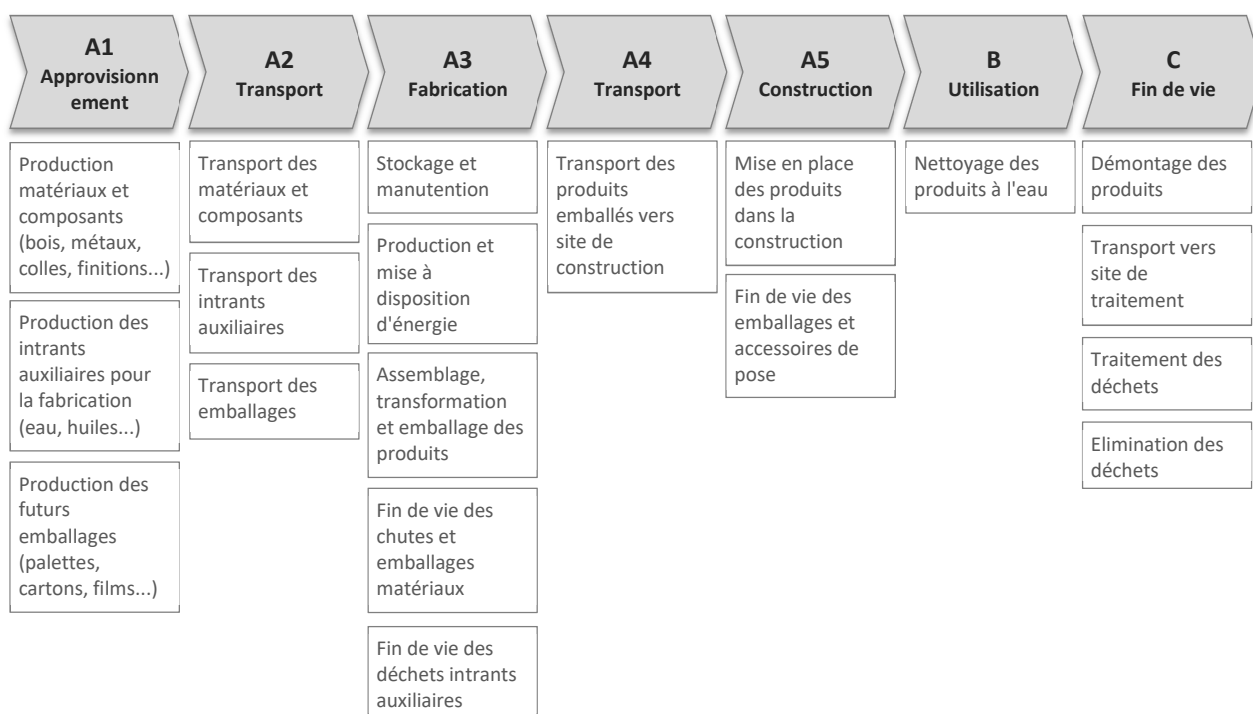 A1
Approvisionn
ement
A2
Transport
A3
Fabrication
A4
Transport
A5
Construction
B
Utilisation
C
Fin de vie
Production
matériaux et
composants
(bois, métaux,
colles, finitions...)
Production des
intrants
auxiliaires pour
la fabrication
(eau, huiles...)
Production des
futurs
emballages
(palettes,
cartons, films...)
Transport des
matériaux et
composants
Transport des
intrants
auxiliaires
Transport des
emballages
Stockage et
manutention
Production et
mise à
disposition
d'énergie
Assemblage,
transformation
et emballage des
produits
Fin de vie des
chutes et
emballages
matériaux
Fin de vie des
déchets intrants
auxiliaires
Transport des
produits
emballés vers
site de
construction
Mise en place
des produits
dans la
construction
Fin de vie des
emballages et
accessoires de
pose
Nettoyage des
produits à l'eau
Démontage des
produits
Transport vers
site de
traitement
Traitement des
déchets
Elimination des
déchets